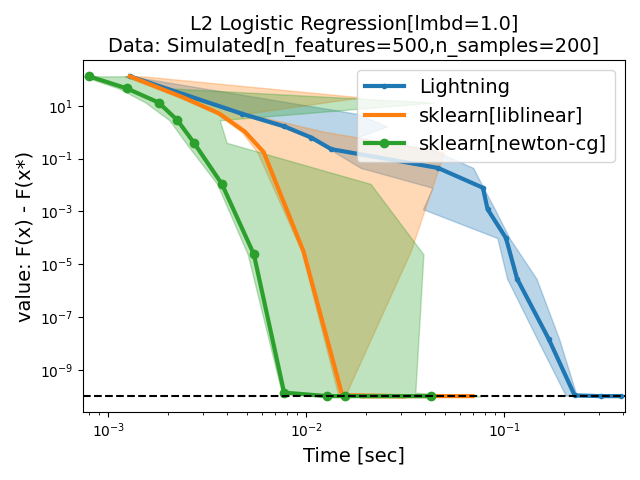 L2 Logistic Regression[lmbd=1.0]
Data: Simulated[n_features=500,n_samples=200]
value: F(x) - F(x*)
10¹
10⁻¹
10⁻³
10⁻⁵
10⁻⁷
10⁻⁹
Lightning
sklearn[liblinear]
sklearn[newton-cg]
10⁻³
10⁻²
10⁻¹
Time [sec]